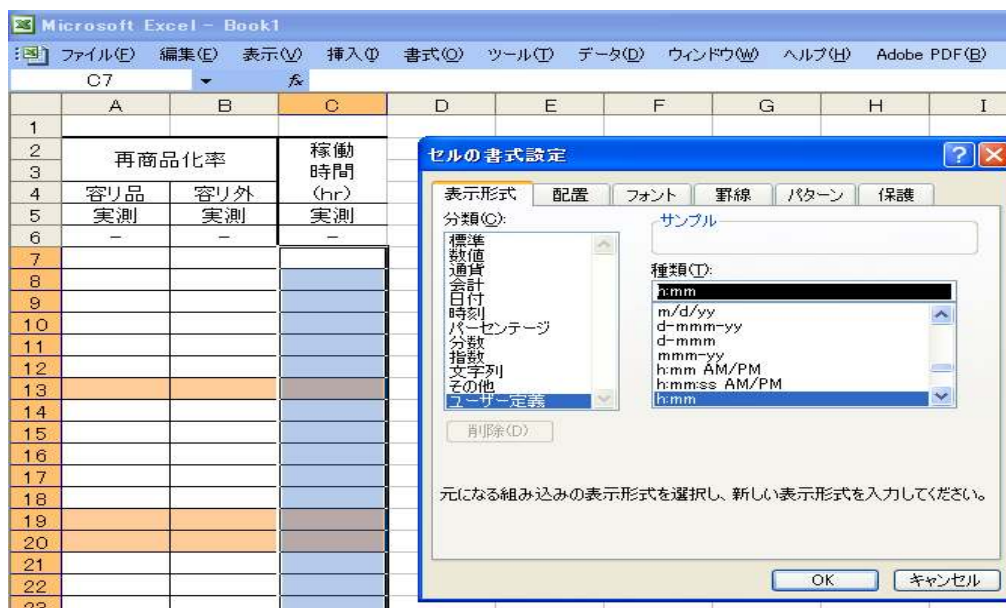 Microsoft Excel - Book1
ファイル(F) 編集(E) 表示(V) 挿入(I) 書式(O) ツール(T) データ(D) ウィンドウ(W) ヘルプ(H) Adobe PDF(B)
C7 fx
A B C D E F G H I
1
2 再商品化率 稼働
3 時間
4 容リ品 容リ外 (hr)
5 実測 実測 実測
6 － － －
7
8
9
10
11
12
13
14
15
16
17
18
19
20
21
22
23
セルの書式設定
表示形式 配置 フォント 罫線 パターン 保護
分類(C):
標準
数値
通貨
会計
日付
時刻
パーセンテージ
分数
指数
文字列
その他
ユーザー定義
サンプル
種類(T):
h:mm
m/d/yy
d-mmm-yy
d-mmm
mmm-yy
h:mm AM/PM
h:mm:ss AM/PM
h:mm
削除(D)
元になる組み込みの表示形式を選択し、新しい表示形式を入力してください。
OK キャンセル